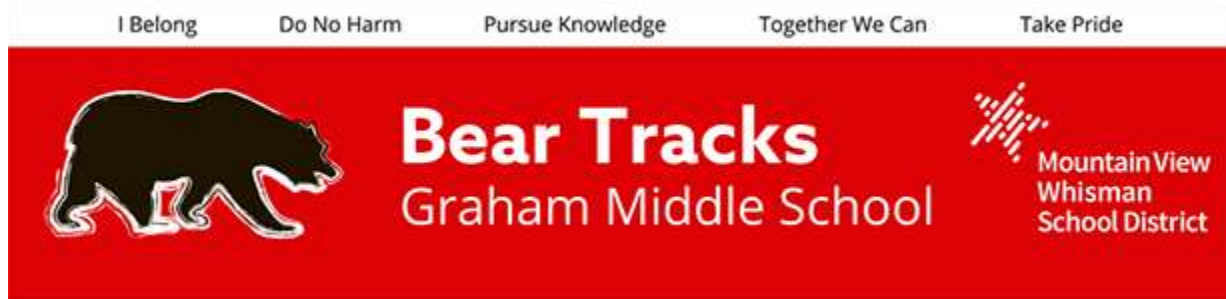 I Belong Do No Harm Pursue Knowledge Together We Can Take Pride
Bear Tracks
Graham Middle School
Mountain View
Whisman
School District